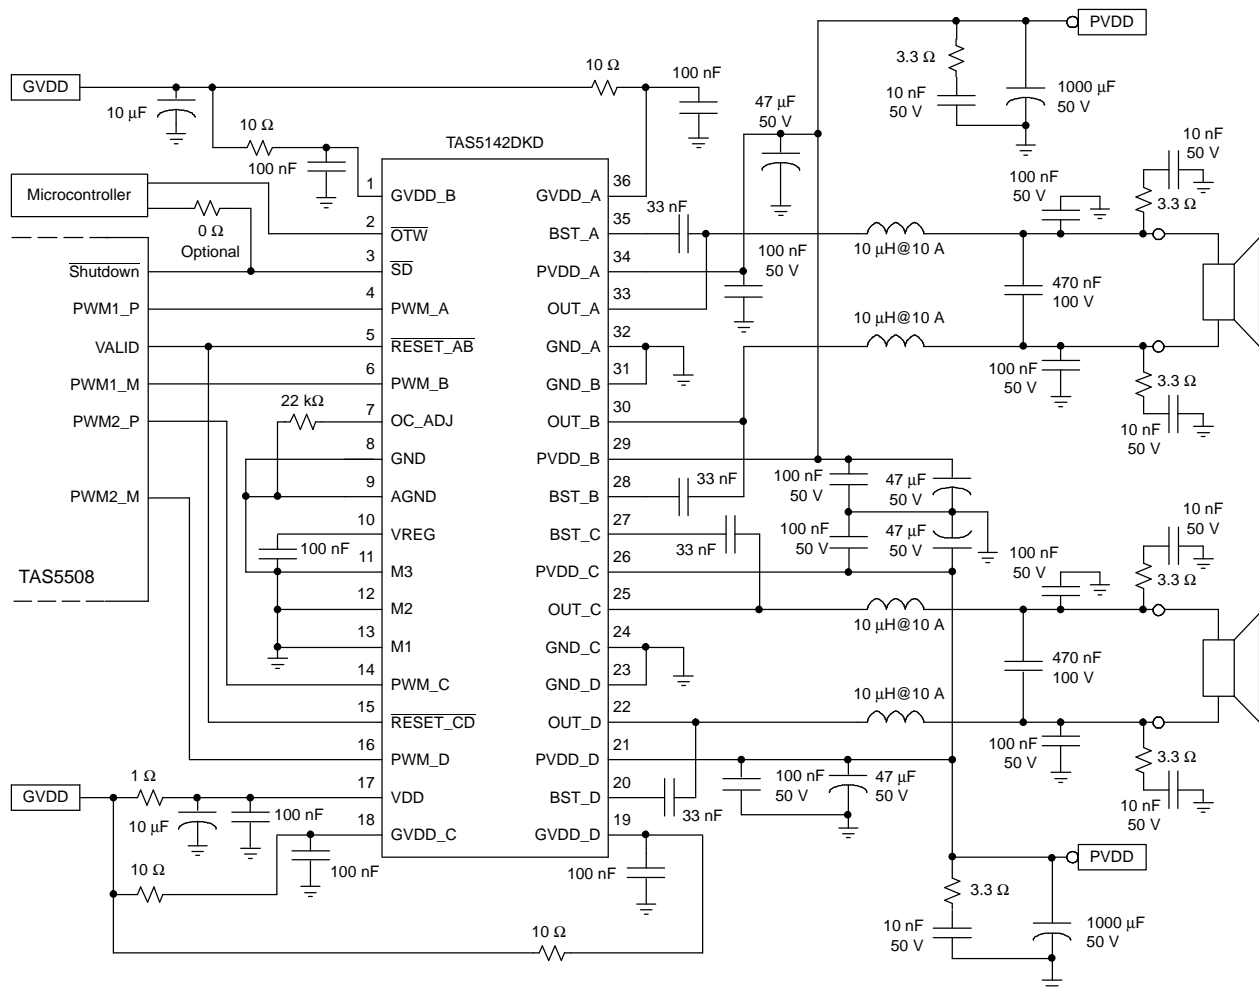 PVDD
3.3 Ω
10 nF
50 V
1000 µF
50 V
GVDD
10 µF
10 Ω
100 nF
10 Ω
100 nF
47 µF
50 V
TAS5142DKD
Microcontroller
0 Ω
Optional
TAS5508
Shutdown
PWM1_P
VALID
PWM1_M
PWM2_P
PWM2_M
1
GVDD_B
2
OTW
3
SD
4
PWM_A
5
RESET_AB
6
PWM_B
22 kΩ
7
OC_ADJ
8
GND
9
AGND
10
VREG
100 nF
11
M3
12
M2
13
M1
14
PWM_C
15
RESET_CD
16
PWM_D
17
VDD
18
GVDD_C
36
GVDD_A
35
BST_A
34
PVDD_A
33
OUT_A
32
GND_A
31
GND_B
30
OUT_B
29
PVDD_B
28
BST_B
27
BST_C
26
PVDD_C
25
OUT_C
24
GND_C
23
GND_D
22
OUT_D
21
PVDD_D
20
BST_D
19
GVDD_D
33 nF
100 nF
50 V
10 µH@10 A
10 µH@10 A
100 nF
50 V
10 nF
50 V
3.3 Ω
470 nF
100 V
100 nF
50 V
3.3 Ω
10 nF
50 V
33 nF
100 nF
50 V
47 µF
50 V
33 nF
100 nF
50 V
47 µF
50 V
10 µH@10 A
10 µH@10 A
100 nF
50 V
10 nF
50 V
3.3 Ω
470 nF
100 V
100 nF
50 V
3.3 Ω
10 nF
50 V
33 nF
100 nF
50 V
47 µF
50 V
GVDD
1 Ω
10 µF
100 nF
10 Ω
100 nF
100 nF
10 Ω
PVDD
3.3 Ω
10 nF
50 V
1000 µF
50 V